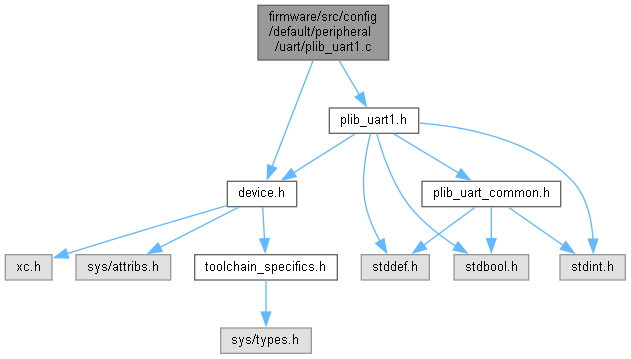 firmware/src/config
/default/peripheral
/uart/plib_uart1.c
plib_uart1.h
device.h
plib_uart_common.h
xc.h
sys/attribs.h
toolchain_specifics.h
stddef.h
stdbool.h
stdint.h
sys/types.h